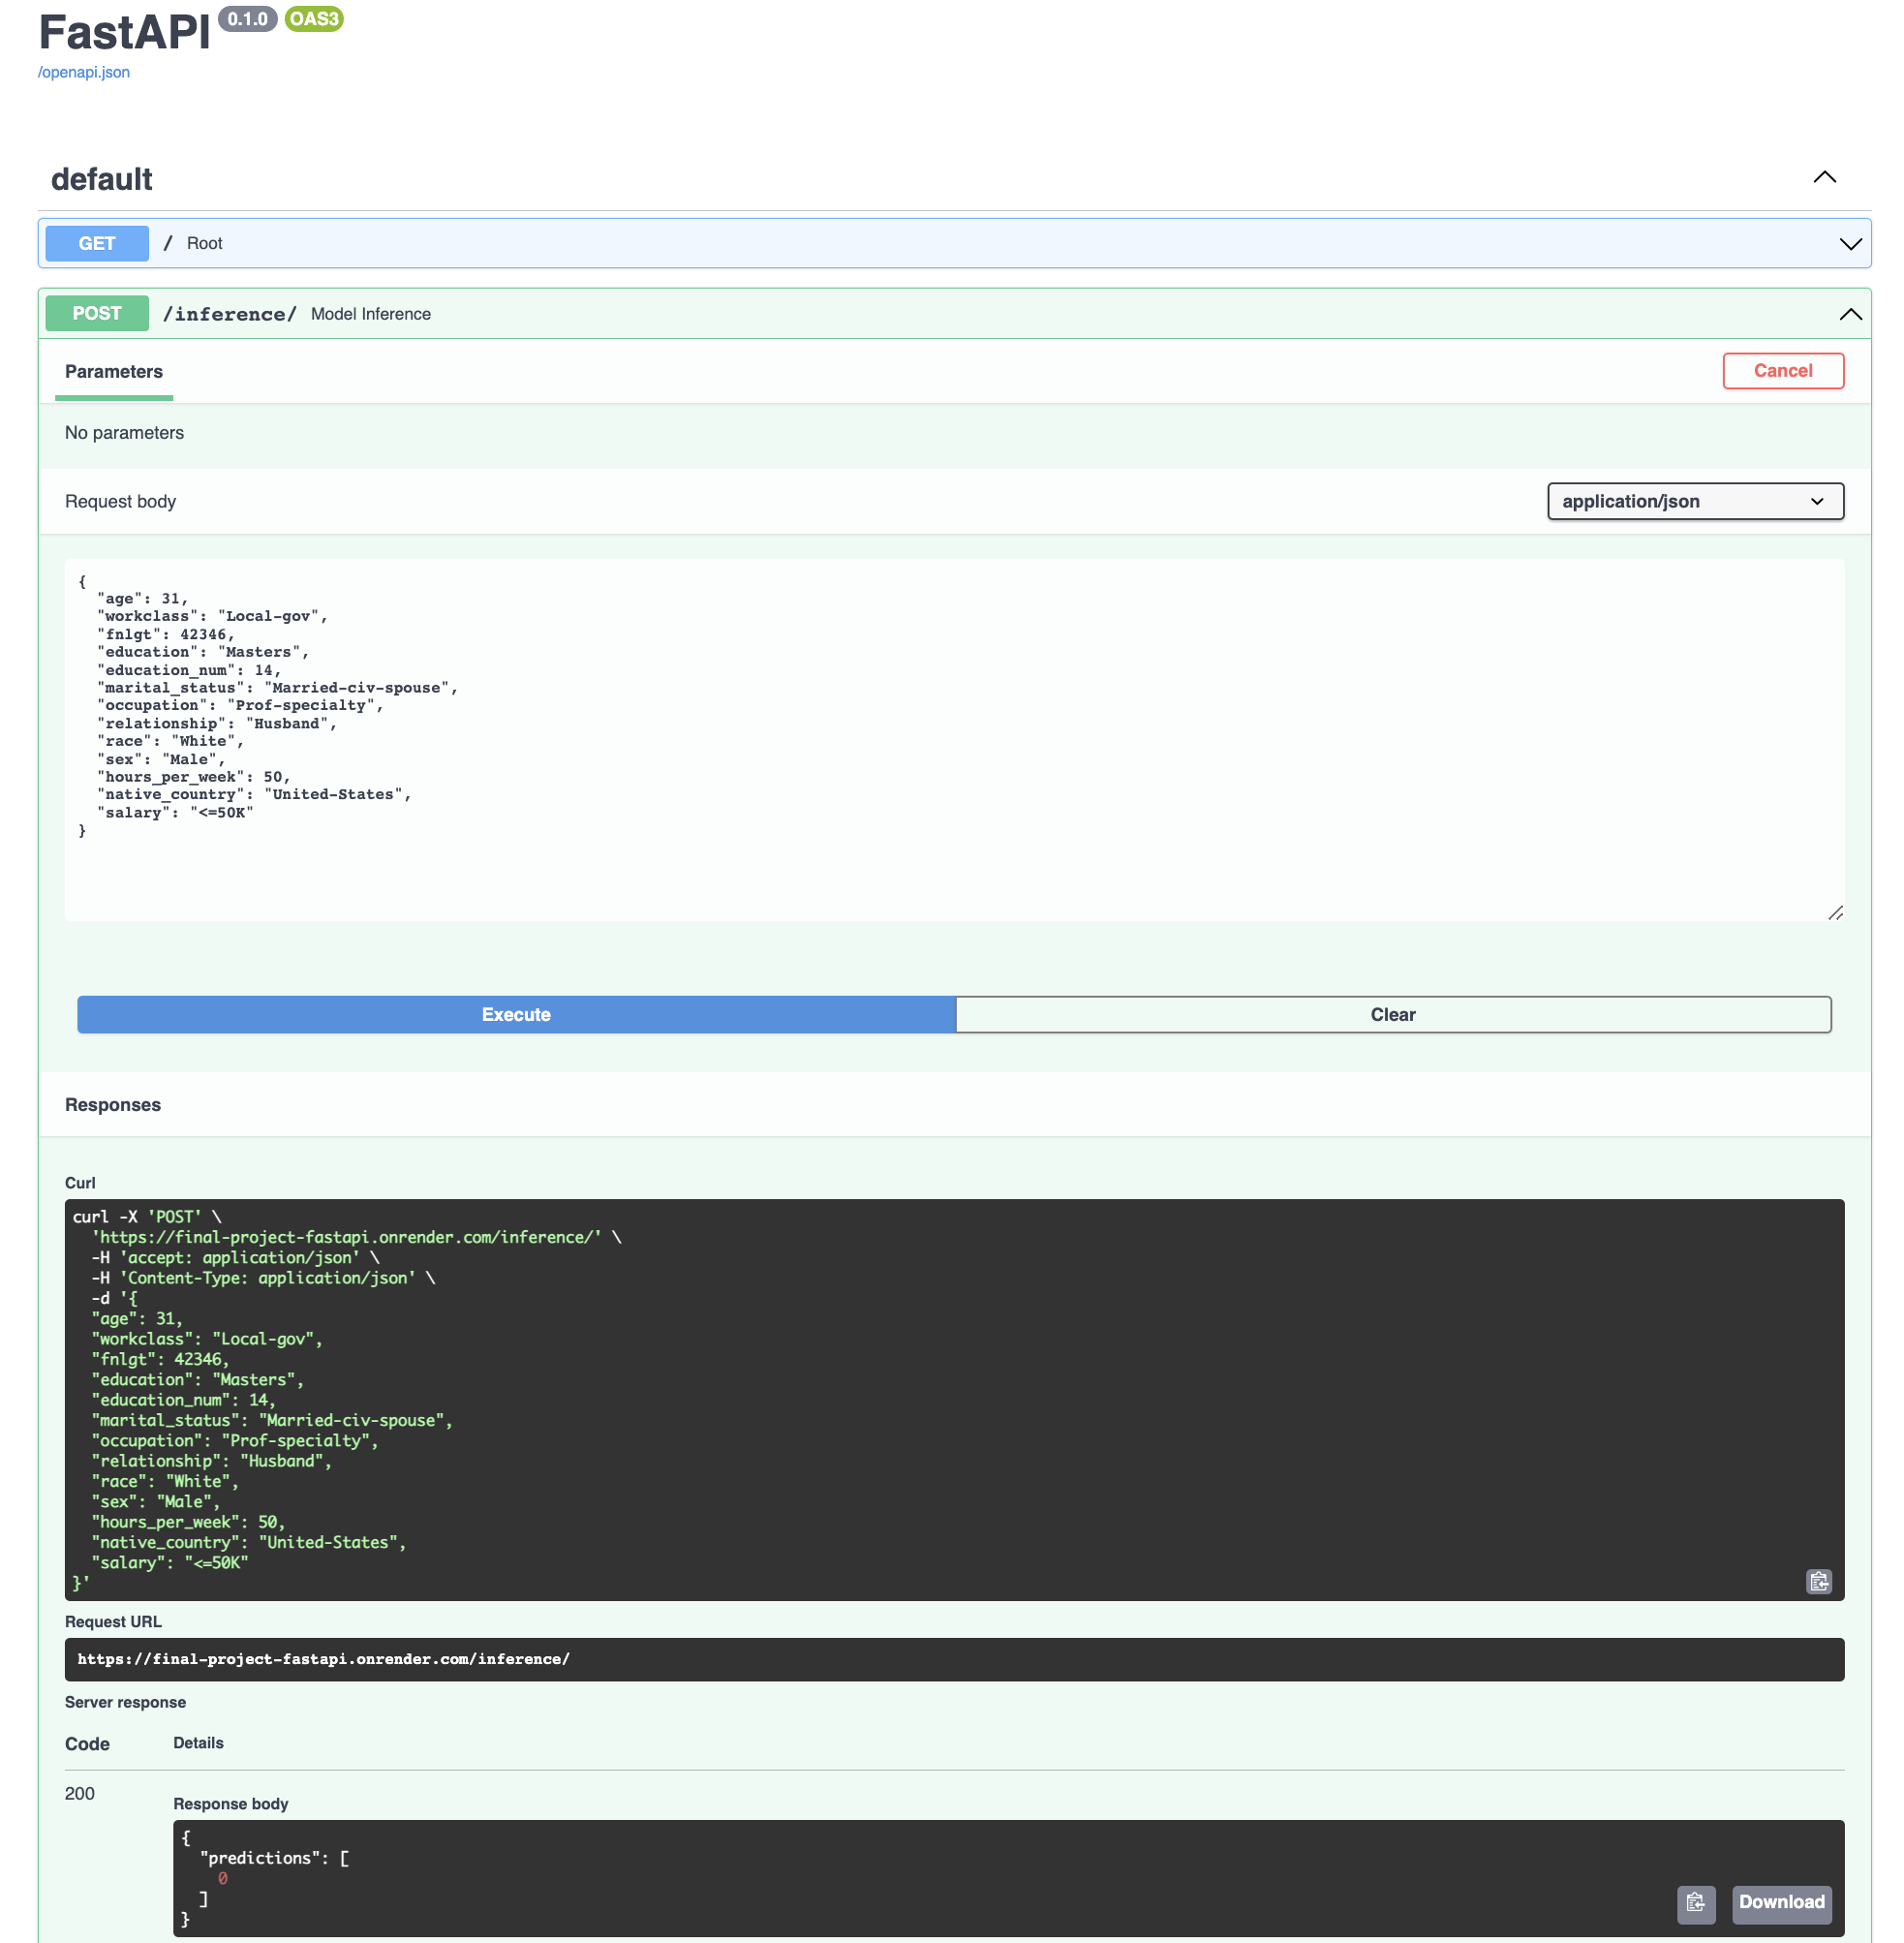 FastAPI 0.1.0 OAS3
/openapi.json
default
GET / Root
POST /inference/ Model Inference
Parameters Cancel
No parameters
Request body application/json
{
  "age": 31,
  "workclass": "Local-gov",
  "fnlgt": 42346,
  "education": "Masters",
  "education_num": 14,
  "marital_status": "Married-civ-spouse",
  "occupation": "Prof-specialty",
  "relationship": "Husband",
  "race": "White",
  "sex": "Male",
  "hours_per_week": 50,
  "native_country": "United-States",
  "salary": "<=50K"
}
Execute Clear
Responses
Curl
curl -X 'POST' \
  'https://final-project-fastapi.onrender.com/inference/' \
  -H 'accept: application/json' \
  -H 'Content-Type: application/json' \
  -d '{
  "age": 31,
  "workclass": "Local-gov",
  "fnlgt": 42346,
  "education": "Masters",
  "education_num": 14,
  "marital_status": "Married-civ-spouse",
  "occupation": "Prof-specialty",
  "relationship": "Husband",
  "race": "White",
  "sex": "Male",
  "hours_per_week": 50,
  "native_country": "United-States",
  "salary": "<=50K"
}'
Request URL
https://final-project-fastapi.onrender.com/inference/
Server response
Code Details
200
Response body
{
  "predictions": [
    0
  ]
}
Download